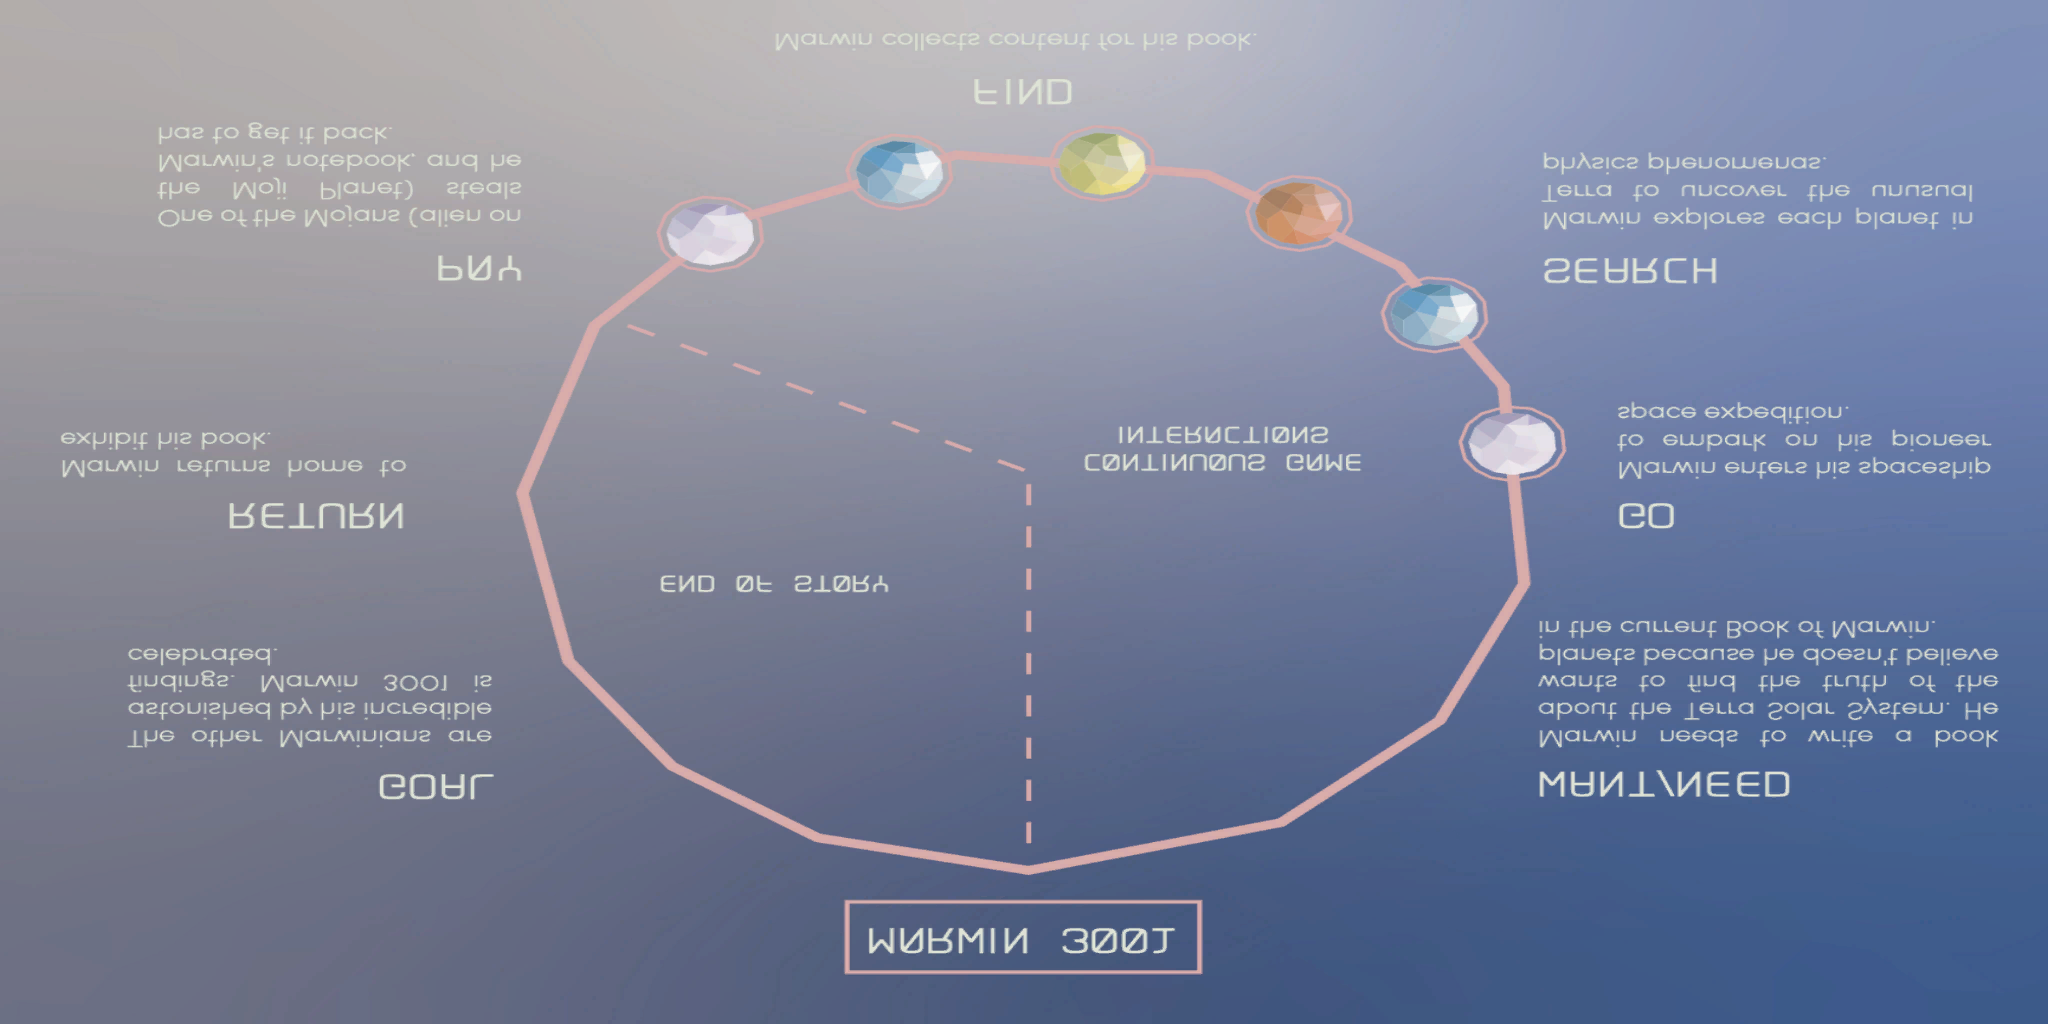 MARWIN 3001
WANT/NEED
Marwin needs to write a book
about the Terra Solar System. He
wants to find the truth of the
planets because he doesn't believe
in the current Book of Marwin.
GO
Marwin enters his spaceship
to embark on his pioneer
space expedition.
SEARCH
Marwin explores each planet in
Terra to uncover the unusual
physics phenomenas.
FIND
Marwin collects content for his book.
PAY
One of the Mojans (alien on
the Moji Planet) steals
Marwin's notebook, and he
has to get it back.
RETURN
Marwin returns home to
exhibit his book.
GOAL
The other Marwinians are
astonished by his incredible
findings. Marwin 3001 is
celebrated.
END OF STORY
CONTINUOUS GAME
INTERACTIONS